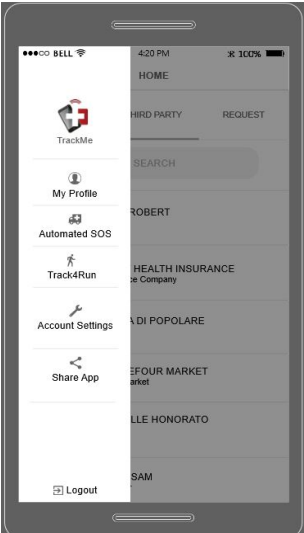 BELL 4:20 PM 100%
HOME
TrackMe
My Profile
Automated SOS
Track4Run
Account Settings
Share App
Logout
HIRD PARTY REQUEST
SEARCH
ROBERT
HEALTH INSURANCE
ce Company
A DI POPOLARE
EFOUR MARKET
arket
LLE HONORATO
SAM